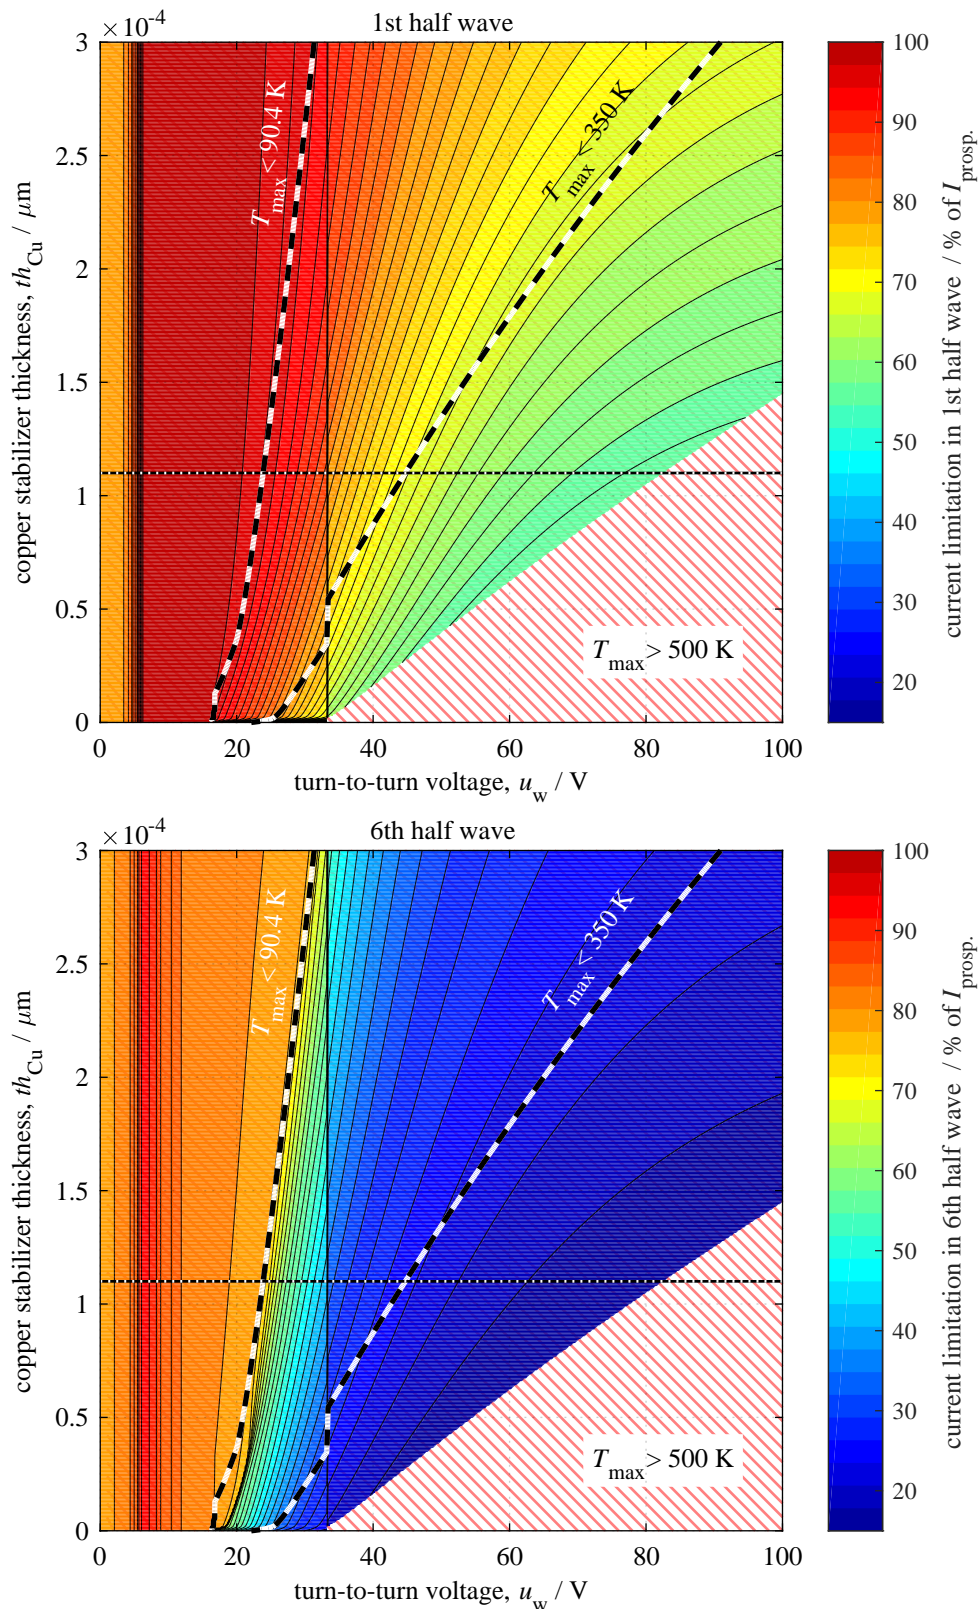 ×10⁻⁴
1st half wave
3
2.5
2
1.5
1
0.5
0
copper stabilizer thickness, th_Cu / μm
T_max < 90.4 K
T_max < 350 K
T_max > 500 K
0 20 40 60 80 100
turn-to-turn voltage, u_w / V
100
90
80
70
60
50
40
30
20
current limitation in 1st half wave / % of I_prosp.
×10⁻⁴
6th half wave
3
2.5
2
1.5
1
0.5
0
copper stabilizer thickness, th_Cu / μm
T_max < 90.4 K
T_max < 350 K
T_max > 500 K
0 20 40 60 80 100
turn-to-turn voltage, u_w / V
100
90
80
70
60
50
40
30
20
current limitation in 6th half wave / % of I_prosp.